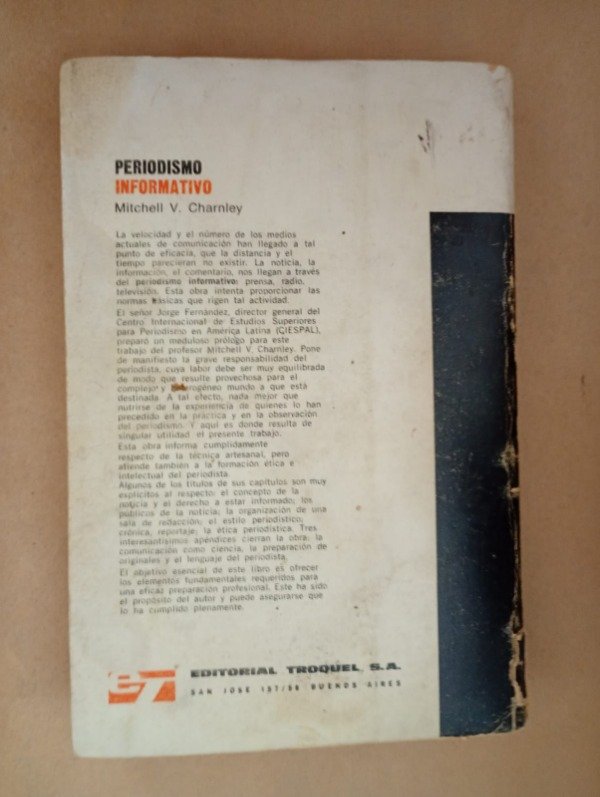 PERIODISMO
INFORMATIVO
Mitchell V. Charnley
La velocidad y el número de los medios
actuales de comunicación han llegado a tal
punto de eficacia, que la distancia y el
tiempo parecieran no existir. La noticia, la
información, el comentario, nos llegan a través
del periodismo informativo: prensa, radio,
televisión. Esta obra intenta proporcionar las
normas básicas que rigen tal actividad.
El señor Jorge Fernández, director general del
Centro Internacional de Estudios Superiores
para Periodismo en América Latina (CIESPAL),
preparó un meduloso prólogo para este
trabajo del profesor Mitchell V. Charnley. Pone
de manifiesto la grave responsabilidad del
periodista, cuya labor debe ser muy equilibrada
de modo que resulte provechosa para el
complejo y heterogéneo mundo a que está
destinada. A tal efecto, nada mejor que
nutrirse de la experiencia de quienes lo han
precedido en la práctica y en la observación
del periodismo. Y aquí es donde resulta de
singular utilidad el presente trabajo.
Esta obra informa cumplidamente
respecto de la técnica artesanal, pero
atiende también a la formación ética e
intelectual del periodista.
Algunos de los títulos de sus capítulos son muy
explícitos al respecto: el concepto de la
noticia y el derecho a estar informado; los
públicos de la noticia; la organización de una
sala de redacción; el estilo periodístico;
crónica, reportaje; la ética periodística. Tres
interesantísimos apéndices cierran la obra: la
comunicación como ciencia, la preparación de
originales y el lenguaje del periodista.
El objetivo esencial de este libro es ofrecer
los elementos fundamentales requeridos para
una eficaz preparación profesional. Este ha sido
el propósito del autor y puede asegurarse que
lo ha cumplido plenamente.
ET EDITORIAL TROQUEL, S.A.
SAN JOSE 157/59 BUENOS AIRES